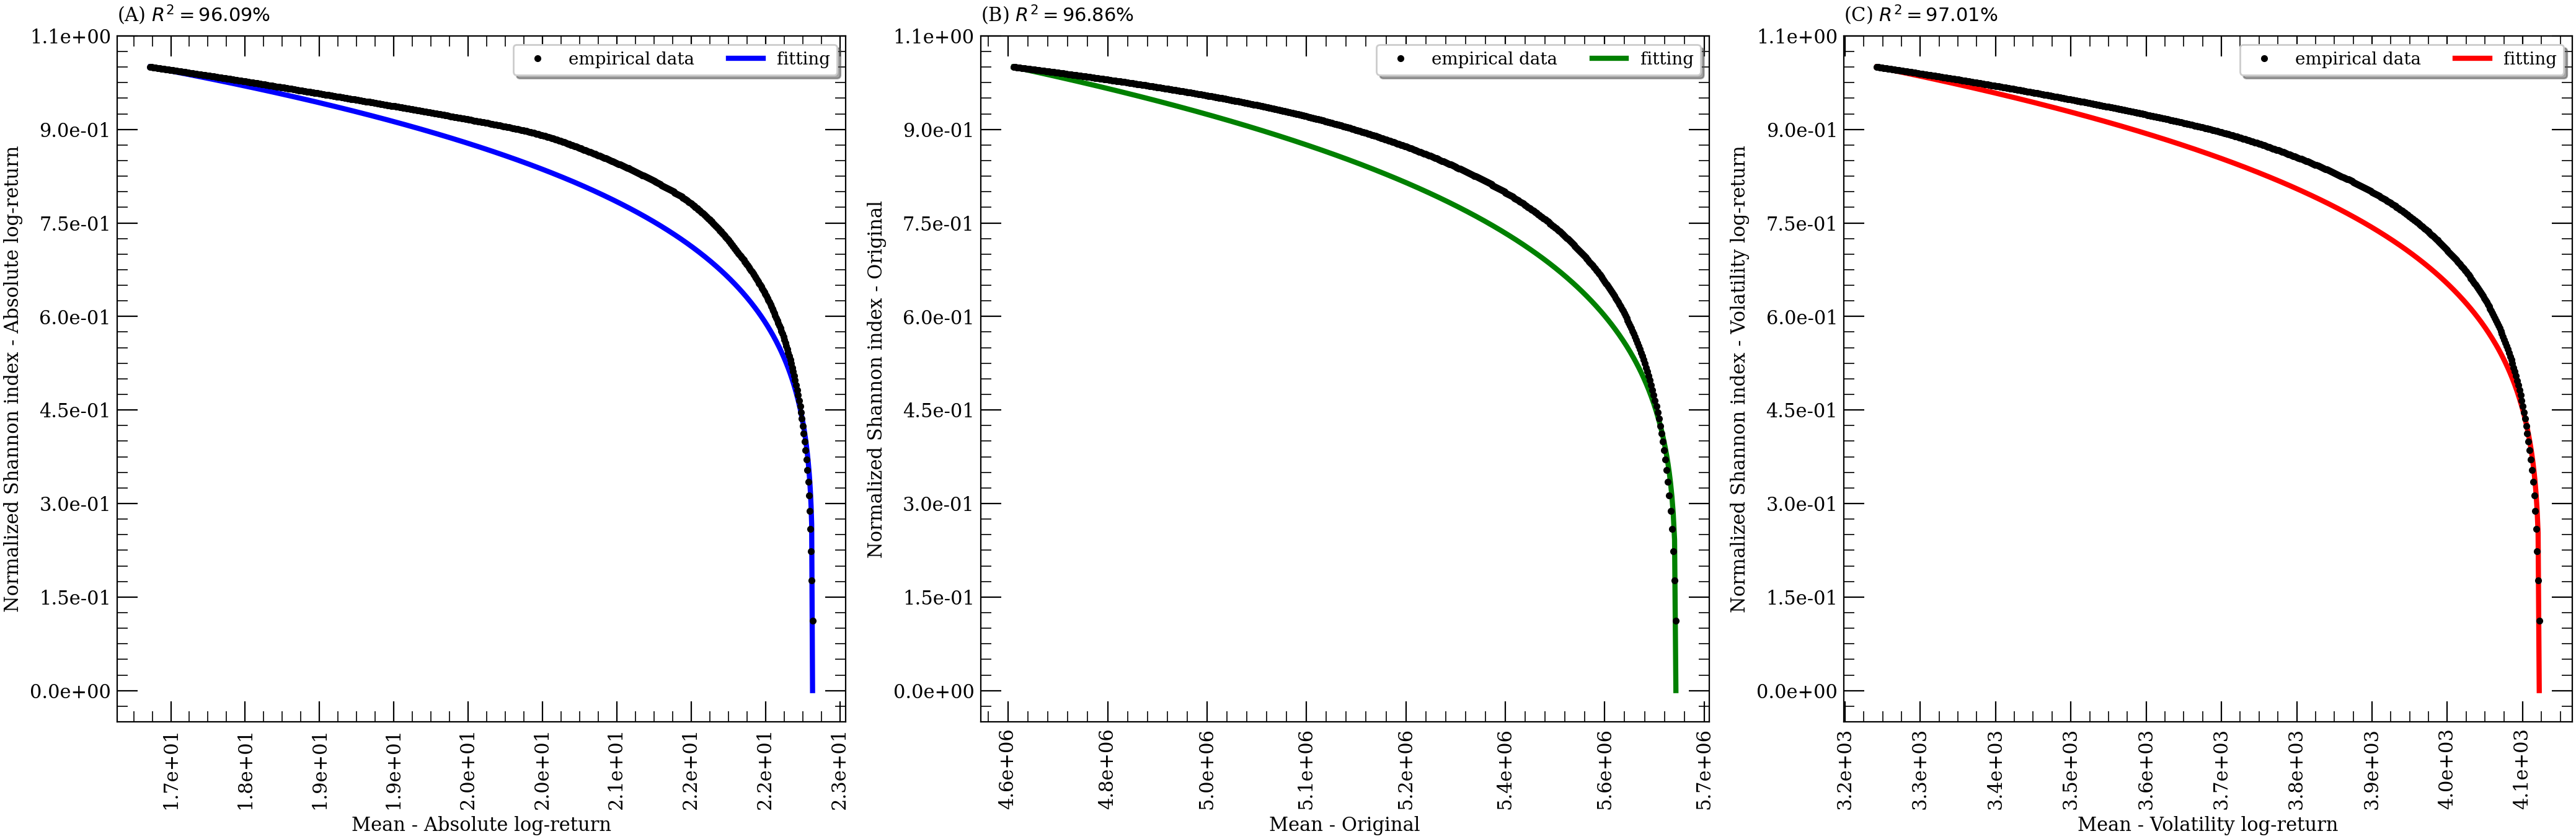 (A) R² = 96.09%
1.1e+00
9.0e-01
7.5e-01
6.0e-01
4.5e-01
3.0e-01
1.5e-01
0.0e+00
Normalized Shannon index - Absolute log-return
empirical data
fitting
1.7e+01
1.8e+01
1.9e+01
1.9e+01
2.0e+01
2.0e+01
2.1e+01
2.2e+01
2.2e+01
2.3e+01
Mean - Absolute log-return
(B) R² = 96.86%
1.1e+00
9.0e-01
7.5e-01
6.0e-01
4.5e-01
3.0e-01
1.5e-01
0.0e+00
Normalized Shannon index - Original
empirical data
fitting
4.6e+06
4.8e+06
5.0e+06
5.1e+06
5.2e+06
5.4e+06
5.6e+06
5.7e+06
Mean - Original
(C) R² = 97.01%
1.1e+00
9.0e-01
7.5e-01
6.0e-01
4.5e-01
3.0e-01
1.5e-01
0.0e+00
Normalized Shannon index - Volatility log-return
empirical data
fitting
3.2e+03
3.3e+03
3.4e+03
3.5e+03
3.6e+03
3.7e+03
3.8e+03
3.9e+03
4.0e+03
4.1e+03
Mean - Volatility log-return